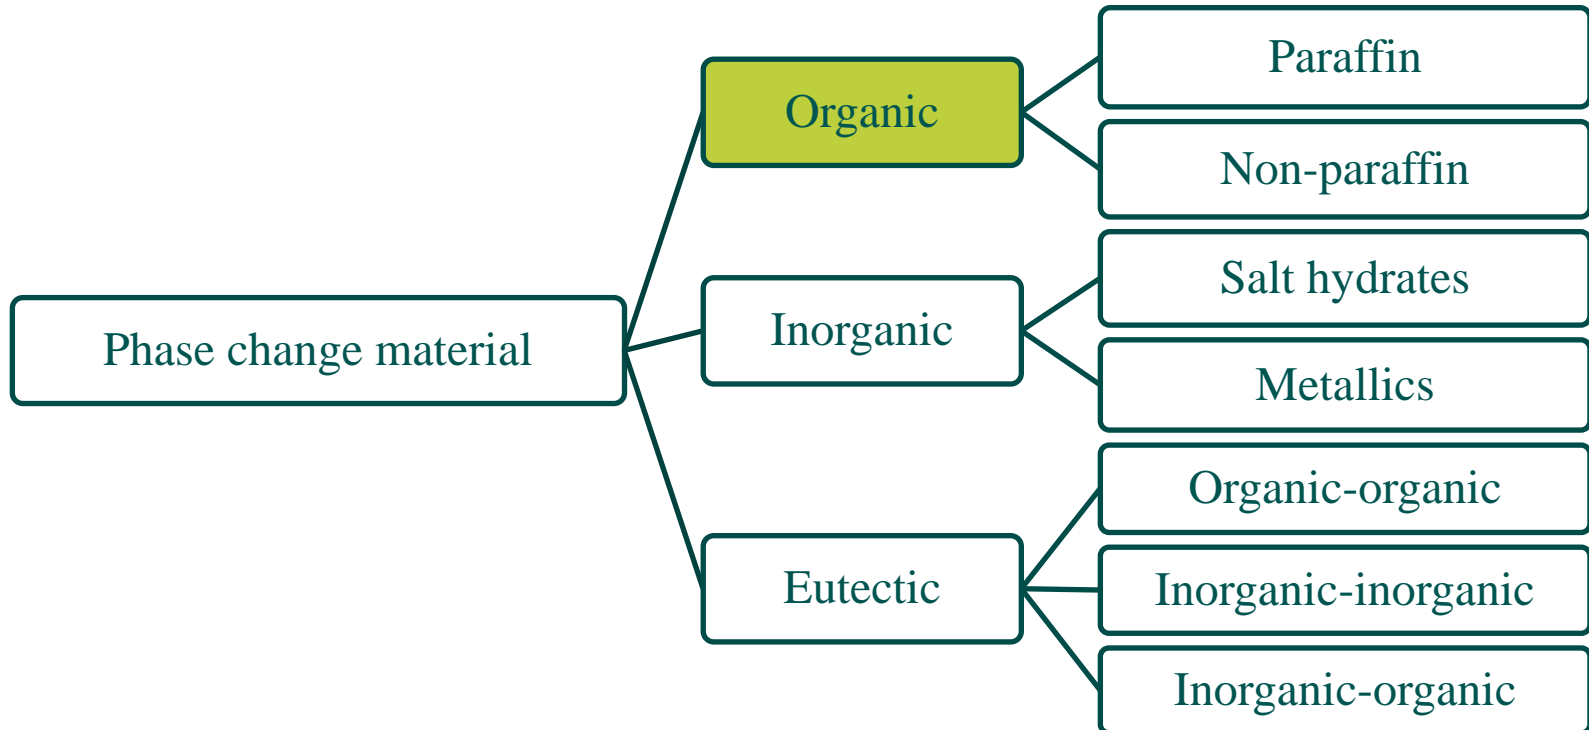 Phase change material
Organic
Paraffin
Non-paraffin
Inorganic
Salt hydrates
Metallics
Eutectic
Organic-organic
Inorganic-inorganic
Inorganic-organic